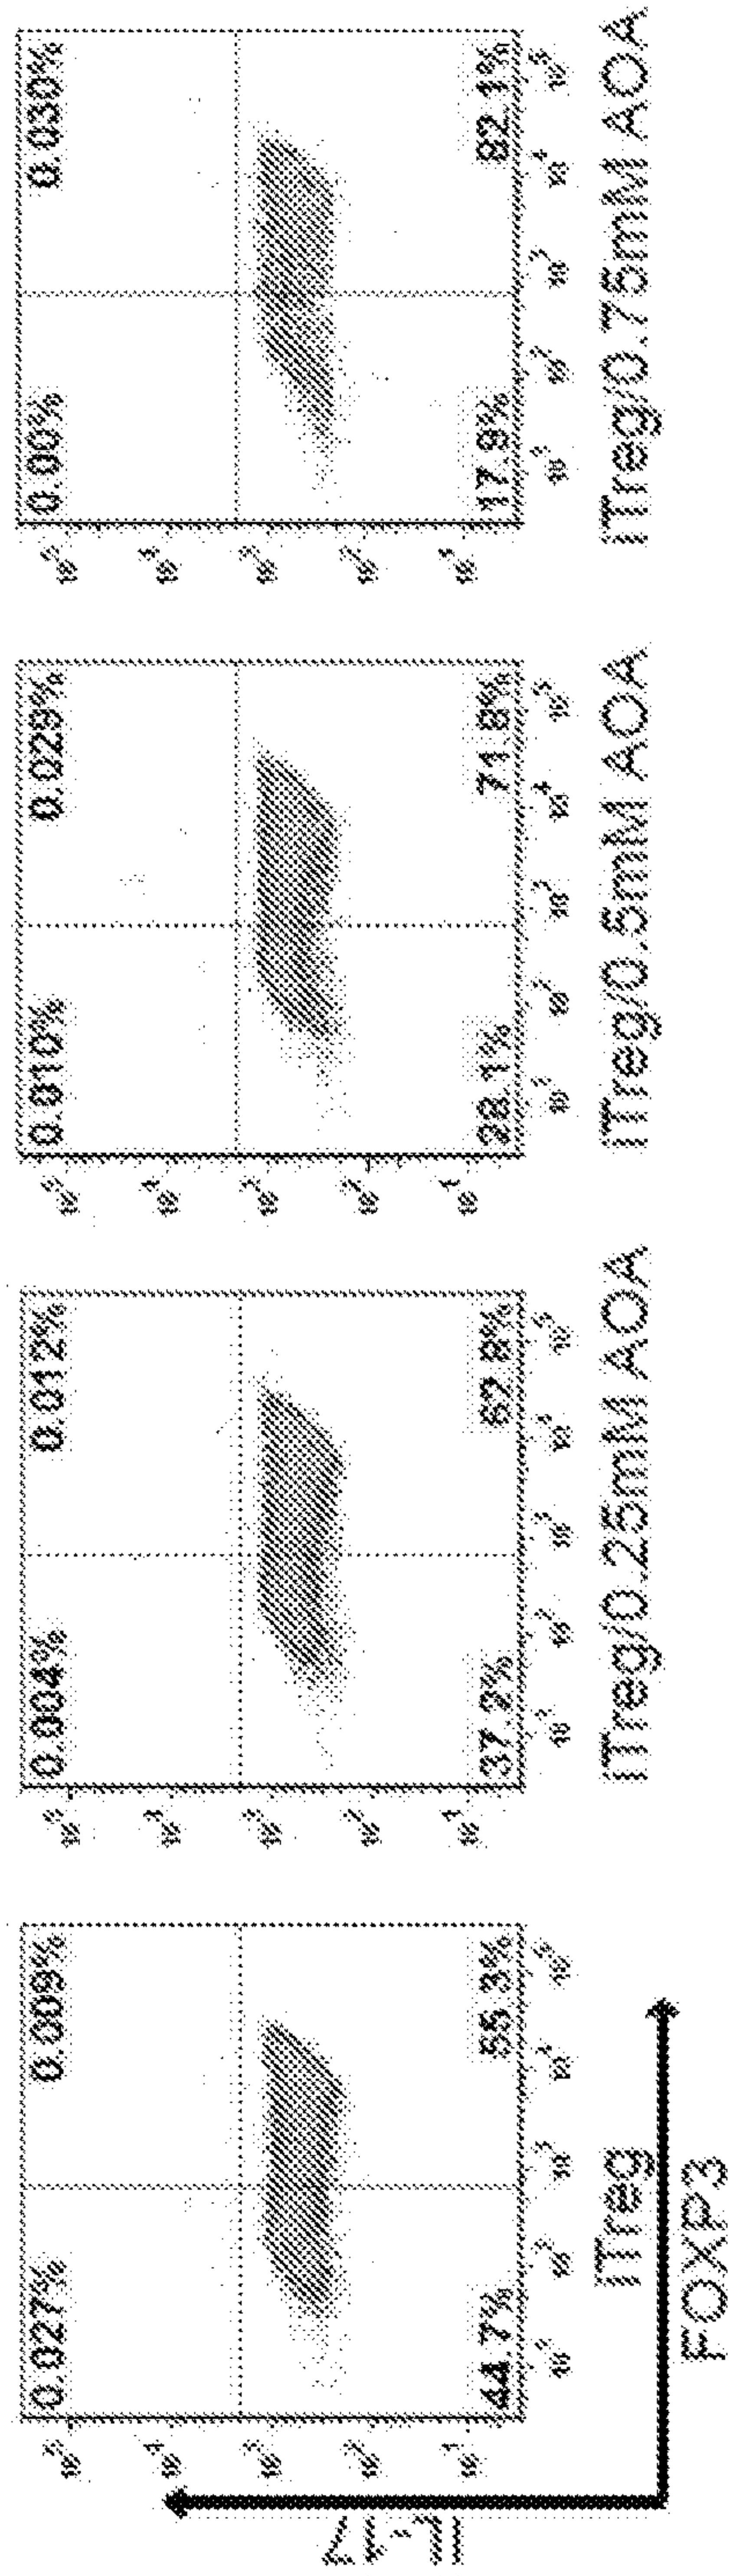 0.027%
0.009%
44.7%
55.3%
iTreg
0.004%
0.012%
37.2%
62.8%
iTreg/0.25mM AOA
0.010%
0.029%
28.1%
71.8%
iTreg/0.5mM AOA
0.00%
0.030%
17.9%
82.1%
iTreg/0.75mM AOA
IL-17
FOXP3